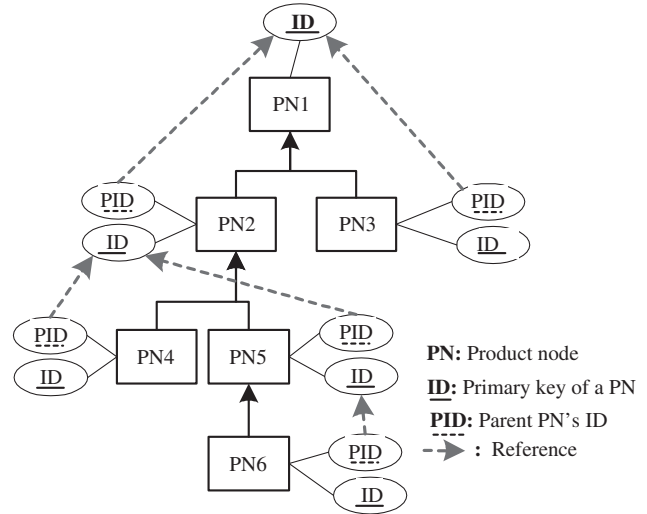 ID
PN1
PID
PN2
PN3
PID
ID
ID
PID
PN4
PN5
PID
ID
ID
PN: Product node
ID: Primary key of a PN
PID: Parent PN's ID
: Reference
PN6
PID
ID